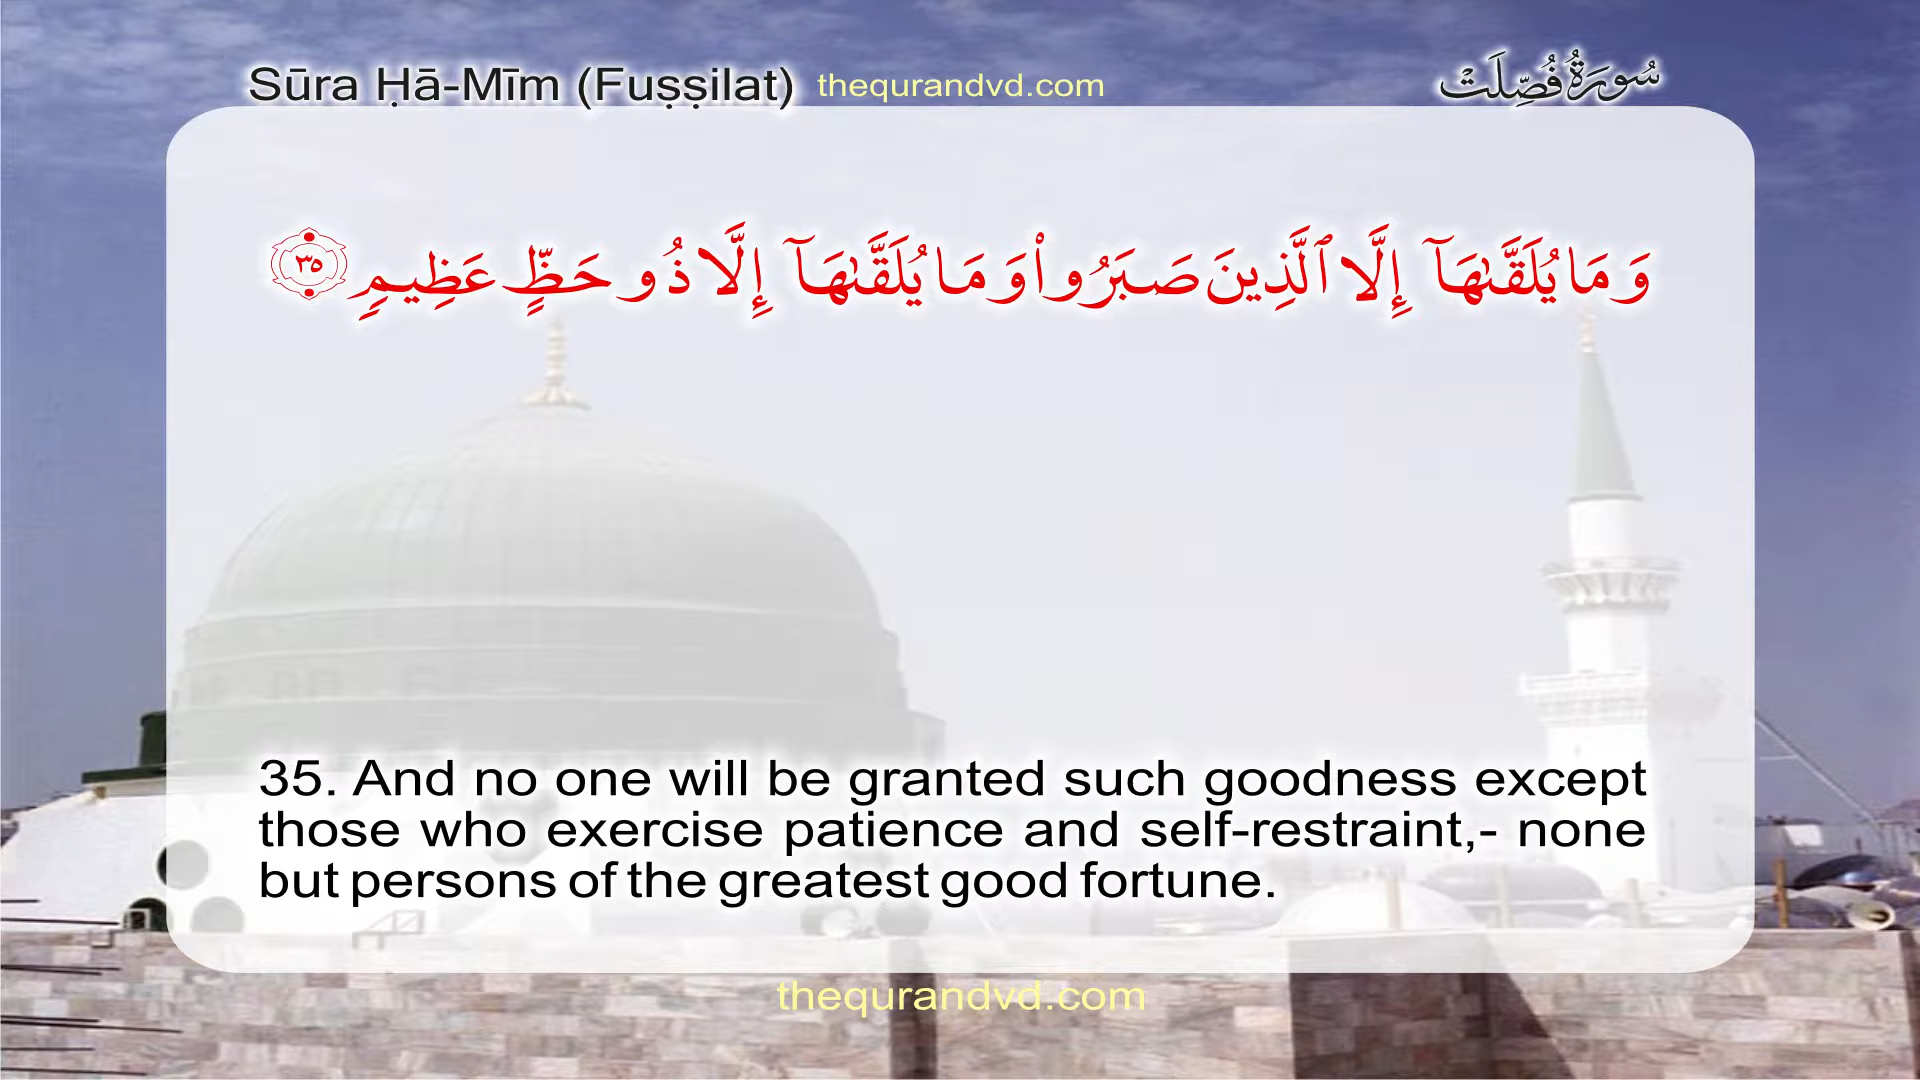 Sūra Ḥā-Mīm (Fuṣṣilat) thequrandvd.com سُورَةُ فُصِّلَتْ
وَمَا يُلَقَّىٰهَآ إِلَّا ٱلَّذِينَ صَبَرُوا۟ وَمَا يُلَقَّىٰهَآ إِلَّا ذُو حَظٍّ عَظِيمٍ ٣٥
35. And no one will be granted such goodness except
those who exercise patience and self-restraint,- none
but persons of the greatest good fortune.
thequrandvd.com